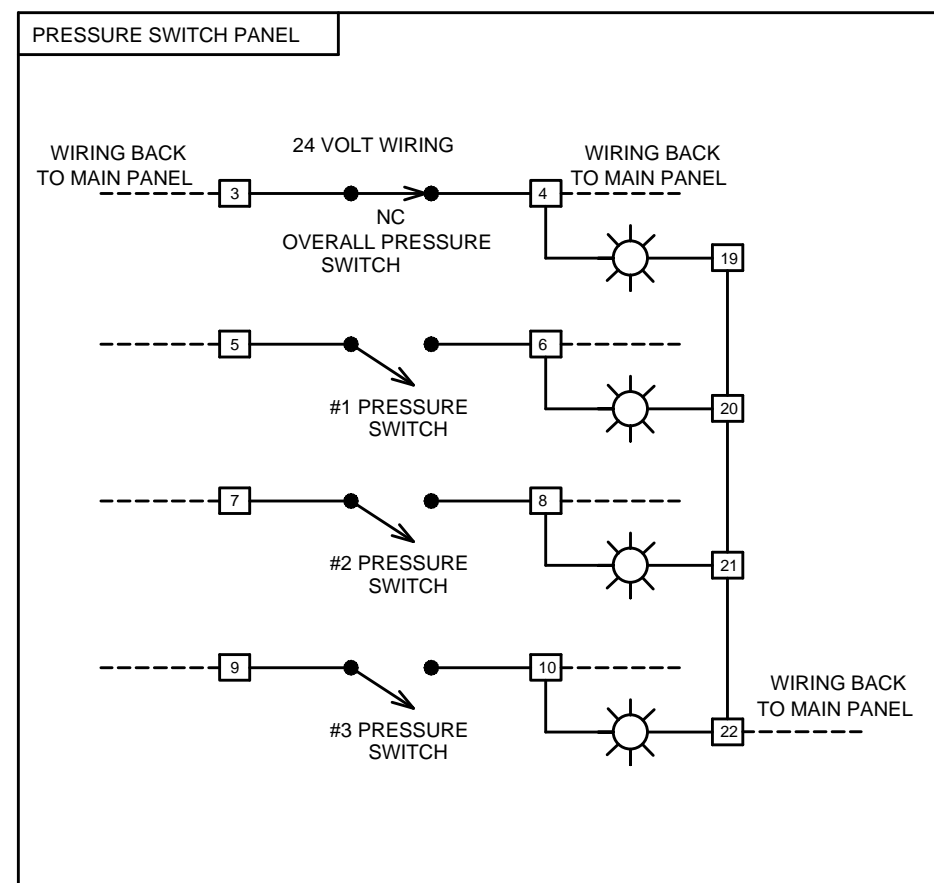 PRESSURE SWITCH PANEL
24 VOLT WIRING
WIRING BACK
TO MAIN PANEL
WIRING BACK
TO MAIN PANEL
3
4
NC
OVERALL PRESSURE
SWITCH
19
5
6
#1 PRESSURE
SWITCH
20
7
8
#2 PRESSURE
SWITCH
21
9
10
#3 PRESSURE
SWITCH
22
WIRING BACK
TO MAIN PANEL